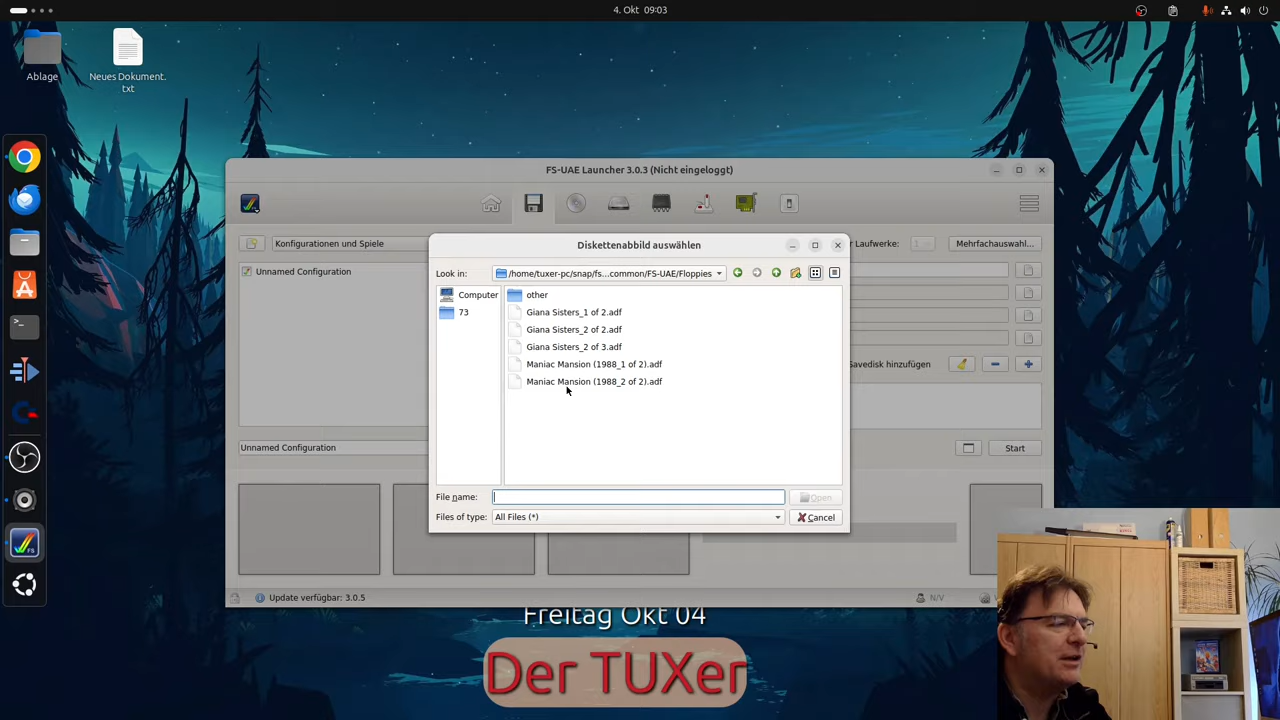 4. Okt 09:03
Ablage
Neues Dokument.
txt
FS-UAE Launcher 3.0.3 (Nicht eingeloggt)
Konfigurationen und Spiele
r Laufwerke:
1
Mehrfachauswahl...
Unnamed Configuration
Diskettenabbild auswählen
Look in:
/home/tuxer-pc/snap/fs...common/FS-UAE/Floppies
Computer
73
other
Giana Sisters_1 of 2.adf
Giana Sisters_2 of 2.adf
Giana Sisters_2 of 3.adf
Maniac Mansion (1988_1 of 2).adf
Maniac Mansion (1988_2 of 2).adf
Savedisk hinzufügen
Unnamed Configuration
Start
File name:
Open
Files of type:
All Files (*)
Cancel
Update verfügbar: 3.0.5
N/V
FS
Freitag Okt 04
Der TUXer